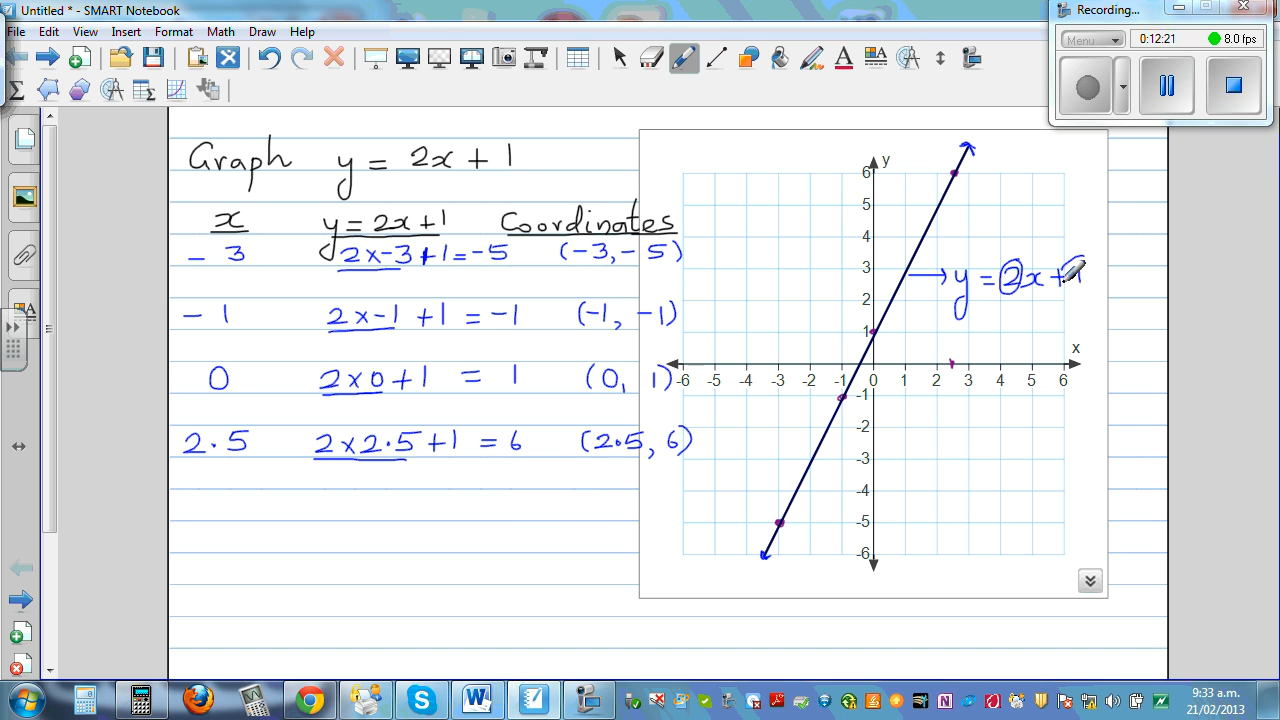 Untitled * - SMART Notebook
File Edit View Insert Format Math Tools Draw Help
Recording...
Menu 0:12:21 8.0 fps
Graph y = 2x + 1
x y = 2x+1 Coordinates
-3 2x-3+1=-5 (-3,-5)
-1 2x-1 +1 = -1 (-1, -1)
0 2x0+1 = 1 (0, 1)
2.5 2x2.5+1 = 6 (2.5, 6)
y
6
5
4
3
y = 2x+1
2
1
x
-6 -5 -4 -3 -2 -1 0 1 2 3 4 5 6
-1
-2
-3
-4
-5
-6
9:33 a.m.
21/02/2013